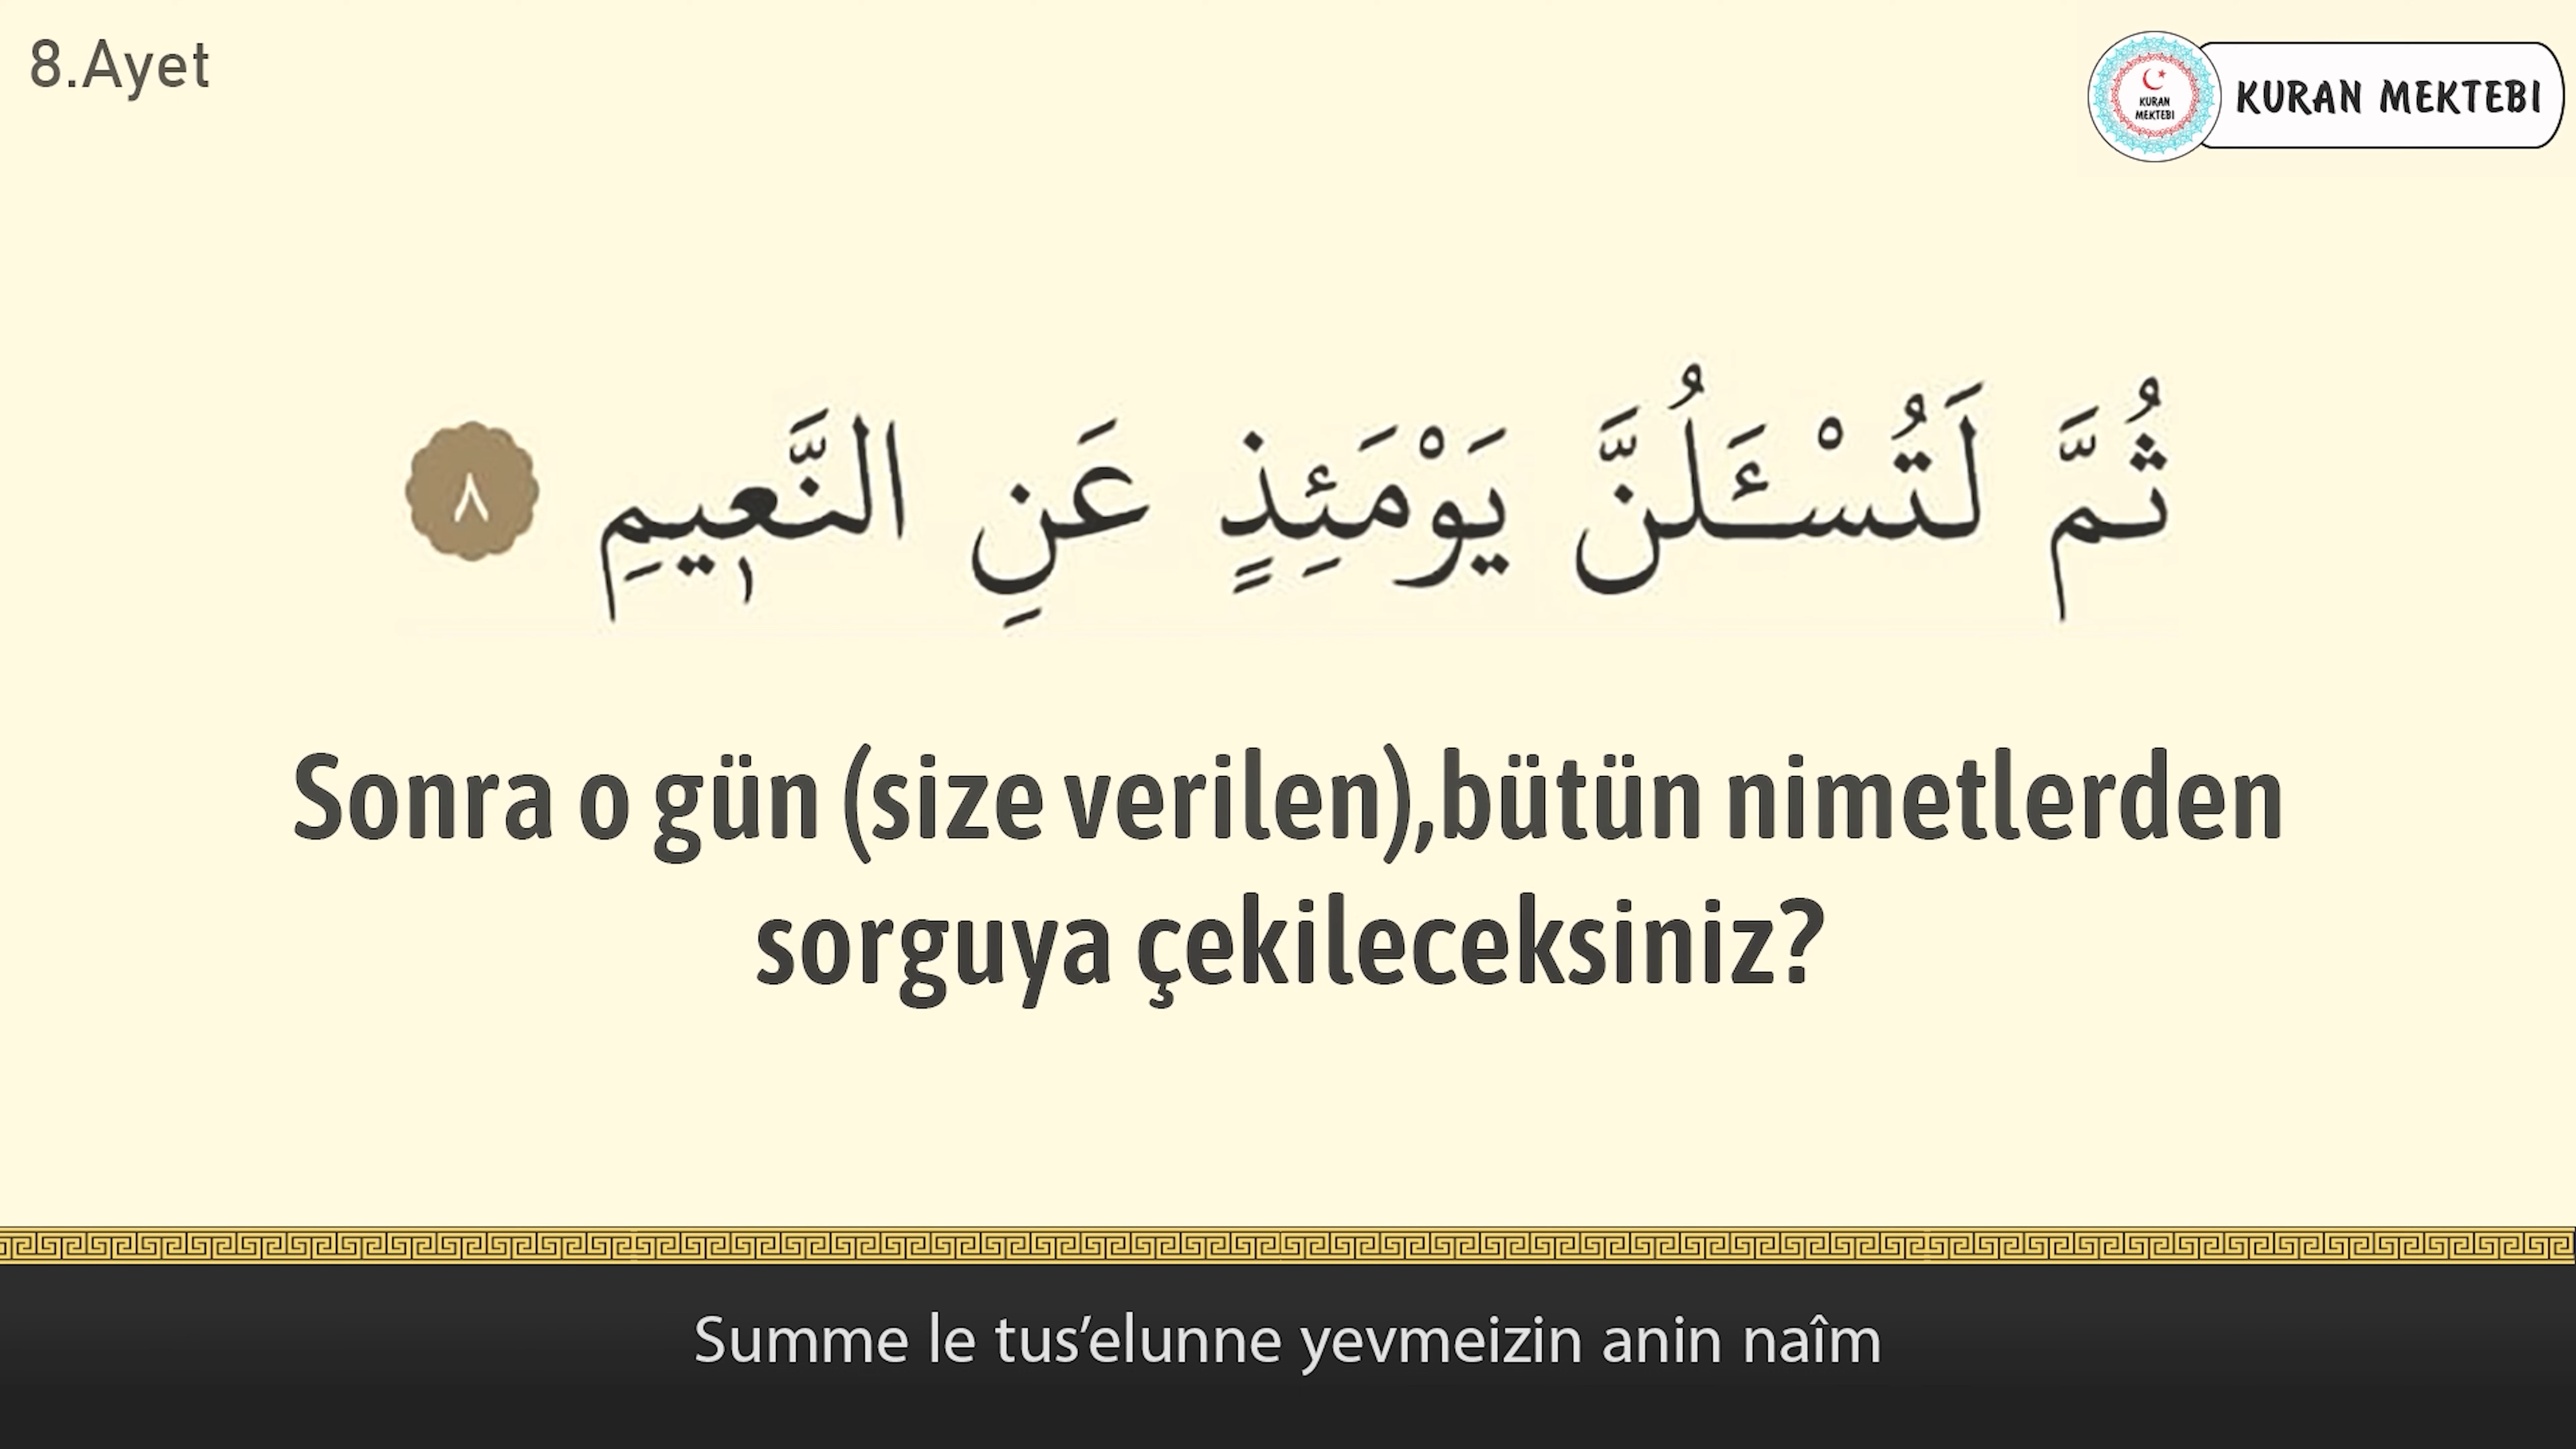 8.Ayet
KURAN
MEKTEBI
KURAN MEKTEBI
ثُمَّ لَتُسْـَٔلُنَّ يَوْمَئِذٍ عَنِ النَّع۪يمِ ٨
Sonra o gün (size verilen),bütün nimetlerden
sorguya çekileceksiniz?
Summe le tus’elunne yevmeizin anin naîm